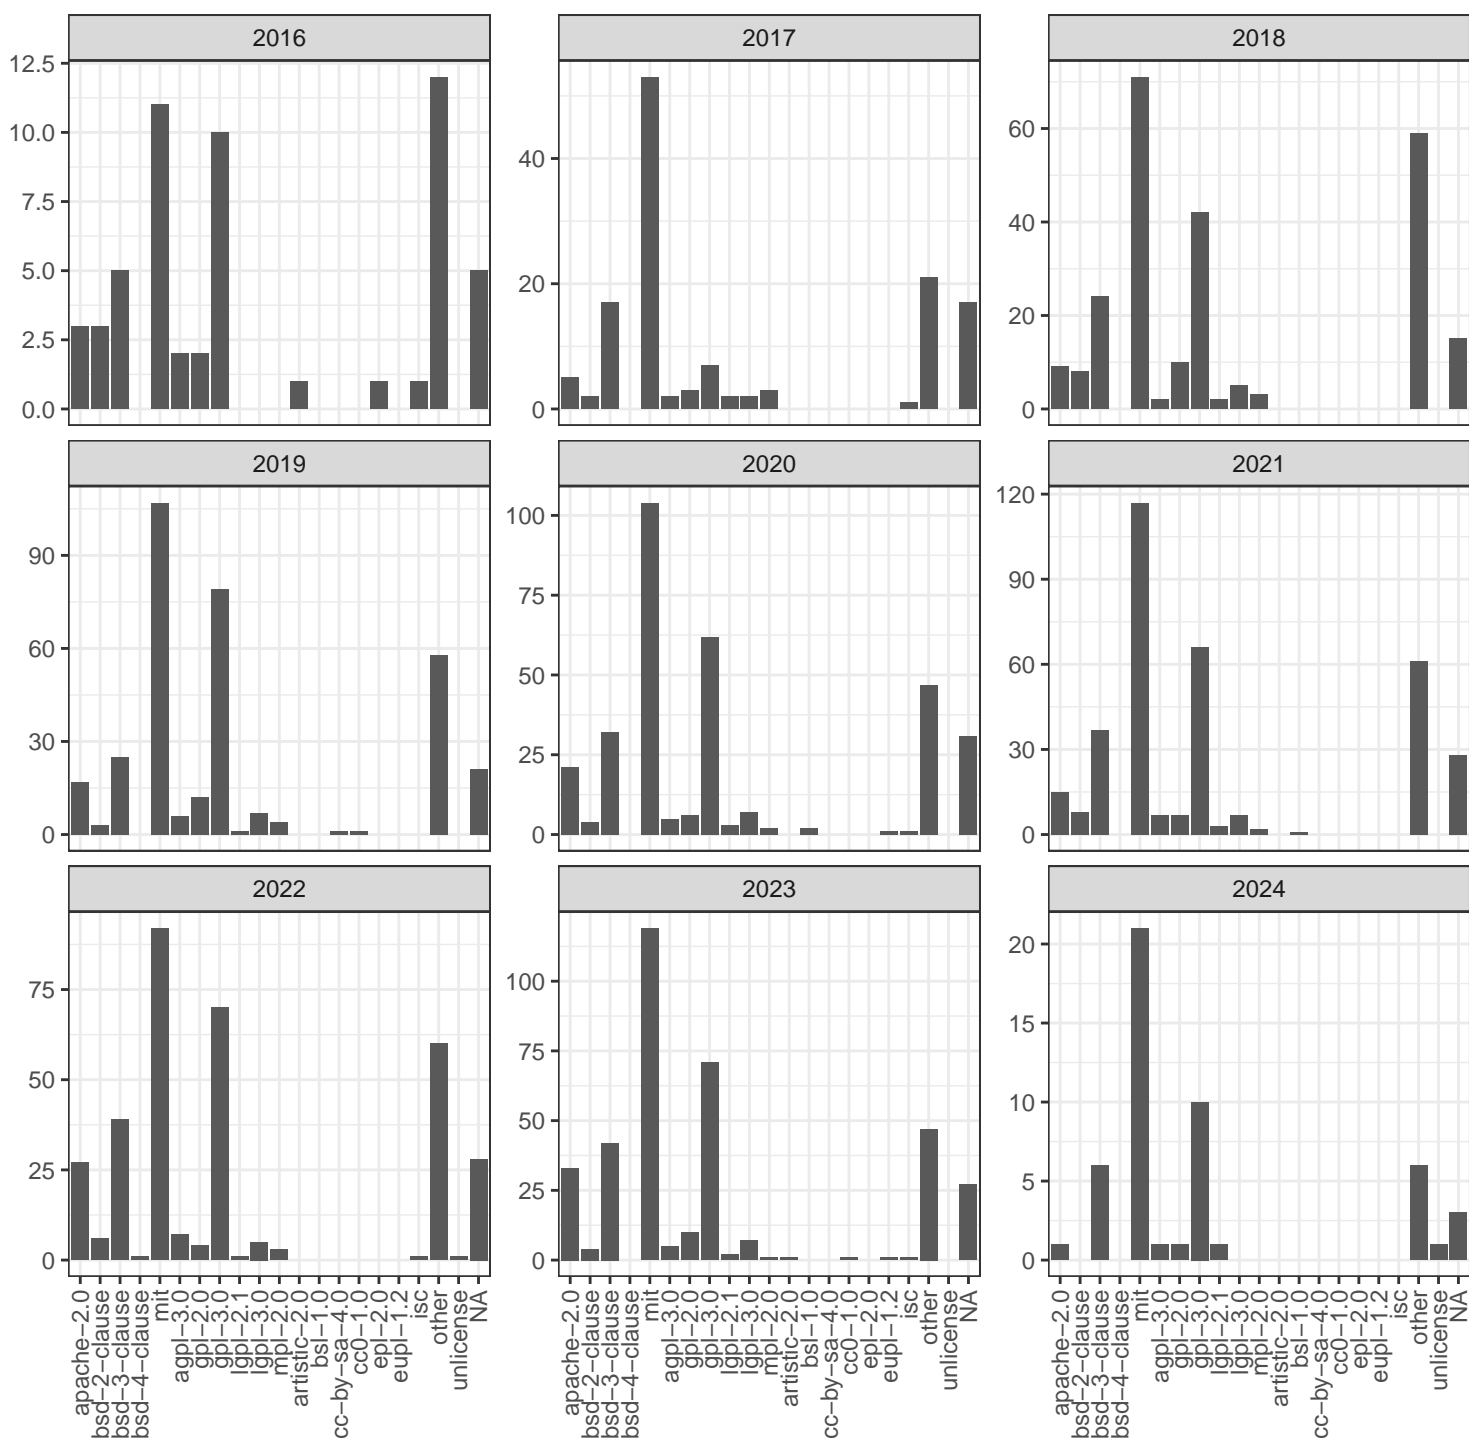 2016
2017
2018
12.5
10.0
7.5
5.0
2.5
0.0
40
20
0
60
40
20
0
2019
2020
2021
90
60
30
0
100
75
50
25
0
120
90
60
30
0
2022
2023
2024
75
50
25
0
100
75
50
25
0
20
15
10
5
0
apache−2.0
bsd−2−clause
bsd−3−clause
bsd−4−clause
mit
agpl−3.0
gpl−2.0
gpl−3.0
lgpl−2.1
lgpl−3.0
mpl−2.0
artistic−2.0
bsl−1.0
cc−by−sa−4.0
cc0−1.0
epl−2.0
eupl−1.2
isc
other
unlicense
NA
apache−2.0
bsd−2−clause
bsd−3−clause
bsd−4−clause
mit
agpl−3.0
gpl−2.0
gpl−3.0
lgpl−2.1
lgpl−3.0
mpl−2.0
artistic−2.0
bsl−1.0
cc−by−sa−4.0
cc0−1.0
epl−2.0
eupl−1.2
isc
other
unlicense
NA
apache−2.0
bsd−2−clause
bsd−3−clause
bsd−4−clause
mit
agpl−3.0
gpl−2.0
gpl−3.0
lgpl−2.1
lgpl−3.0
mpl−2.0
artistic−2.0
bsl−1.0
cc−by−sa−4.0
cc0−1.0
epl−2.0
eupl−1.2
isc
other
unlicense
NA